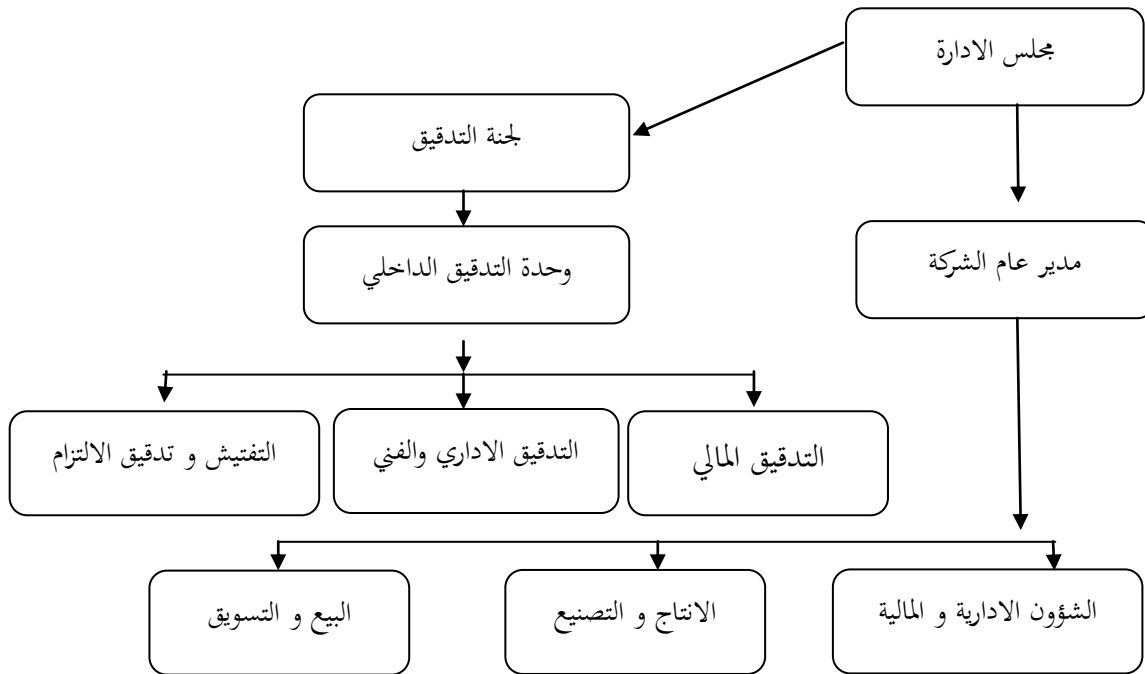 مجلس الادارة
لجنة التدقيق
وحدة التدقيق الداخلي
مدير عام الشركة
التدقيق المالي
التدقيق الاداري والفني
التفتيش و تدقيق الالتزام
الشؤون الادارية و المالية
الانتاج و التصنيع
البيع و التسويق